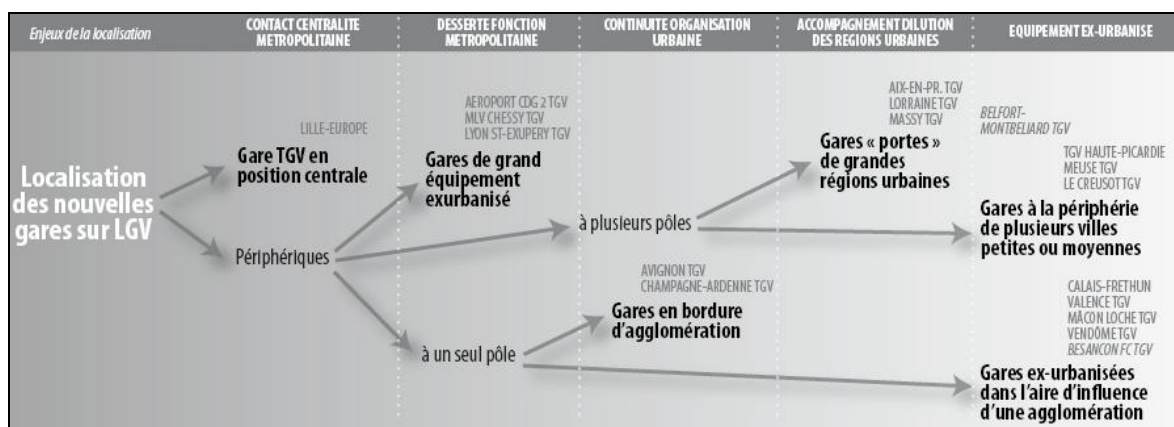 Enjeux de la localisation
CONTACT CENTRALITE
METROPOLITAINE
DESSERTE FONCTION
METROPOLITAINE
CONTINUITE ORGANISATION
URBAINE
ACCOMPAGNEMENT DILUTION
DES REGIONS URBAINES
EQUIPEMENT EX-URBANISE
Localisation
des nouvelles
gares sur LGV
LILLE-EUROPE
Gare TGV en
position centrale
Périphériques
AEROPORT CDG 2 TGV
MLV CHESSY TGV
LYON ST-EXUPERY TGV
Gares de grand
équipement
exurbanisé
à un seul pôle
à plusieurs pôles
AVIGNON TGV
CHAMPAGNE-ARDENNE TGV
Gares en bordure
d'agglomération
AIX-EN-PR. TGV
LORRAINE TGV
MASSY TGV
Gares « portes »
de grandes
régions urbaines
BELFORT-
MONTBELIARD TGV
TGV HAUTE-PICARDIE
MEUSE TGV
LE CREUSOT TGV
Gares à la périphérie
de plusieurs villes
petites ou moyennes
CALAIS-FRETHUN
VALENCE TGV
MÂCON LOCHE TGV
VENDÔME TGV
BESANCON FC TGV
Gares ex-urbanisées
dans l'aire d'influence
d'une agglomération